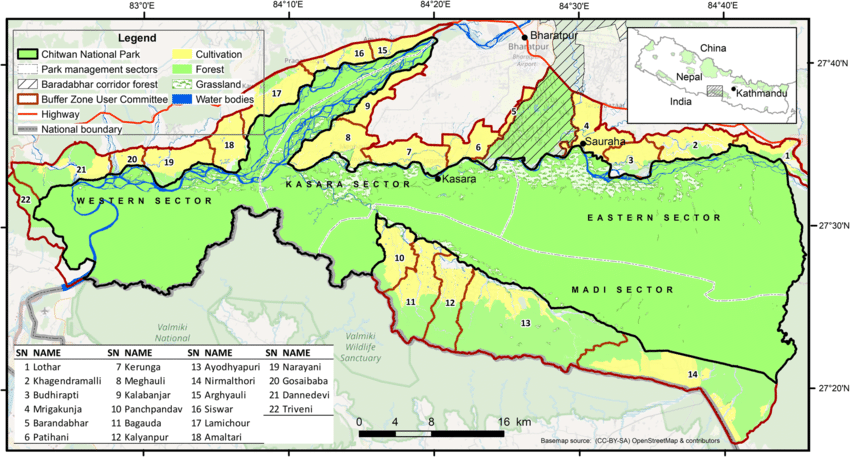 83°0'E 84°10'E 84°20'E 84°30'E 84°40'E
Legend
Chitwan National Park
Park management sectors
Baradabhar corridor forest
Buffer Zone User Committee
Highway
National boundary
Cultivation
Forest
Grassland
Water bodies
Bharatpur
Bharatpur
Bharatpur
Airport
China
Nepal
Kathmandu
India
27°40'N
27°30'N
27°20'N
16 15
17
9
5
4
Sauraha
8
18
7
6
3
2
1
21
20
19
22
Kasara
WESTERN SECTOR
KASARA SECTOR
EASTERN SECTOR
MADI SECTOR
10
11
12
13
14
Valmiki
National
Valmiki
Wildlife
Sanctuary
SN NAME SN NAME SN NAME SN NAME
1 Lothar 7 Kerunga 13 Ayodhyapuri 19 Narayani
2 Khagendramalli 8 Meghauli 14 Nirmalthori 20 Gosaibaba
3 Budhirapti 9 Kalabanjar 15 Arghyauli 21 Dannedevi
4 Mrigakunja 10 Panchpandav 16 Siswar 22 Triveni
5 Barandabhar 11 Bagauda 17 Lamichour
6 Patihani 12 Kalyanpur 18 Amaltari
0 4 8 16 km
Basemap source: (CC-BY-SA) OpenStreetMap & contributors